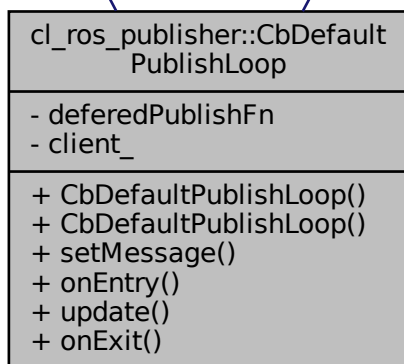 cl_ros_publisher::CbDefault
PublishLoop
- deferedPublishFn
- client_
+ CbDefaultPublishLoop()
+ CbDefaultPublishLoop()
+ setMessage()
+ onEntry()
+ update()
+ onExit()